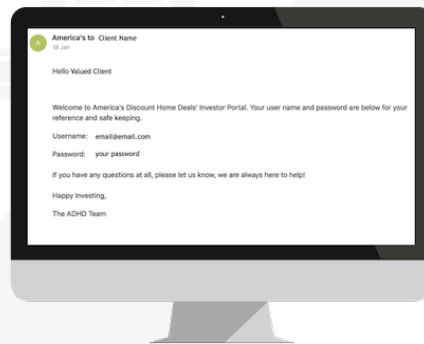 A
America's to Client Name
18 Jan
Hello Valued Client
Welcome to America's Discount Home Deals' Investor Portal. Your user name and password are below for your
reference and safe keeping.
Username: email@email.com
Password: your password
If you have any questions at all, please let us know, we are always here to help!
Happy Investing,
The ADHD Team